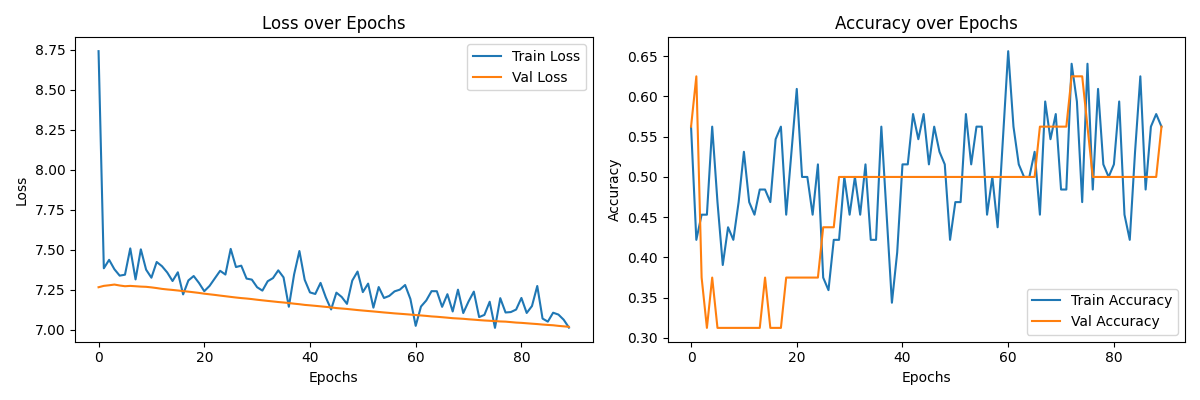 Loss over Epochs
8.75
8.50
8.25
8.00
7.75
7.50
7.25
7.00
Loss
0
20
40
60
80
Epochs
Train Loss
Val Loss
Accuracy over Epochs
0.65
0.60
0.55
0.50
0.45
0.40
0.35
0.30
Accuracy
0
20
40
60
80
Epochs
Train Accuracy
Val Accuracy